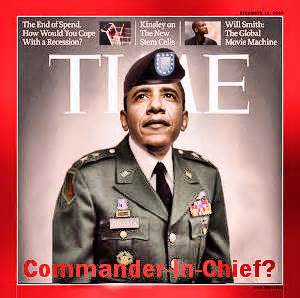 The End of Spend.
How Would You Cope
With a Recession?
Kinsley on
The New
Stem Cells
Will Smith:
The Global
Movie Machine
TIME
Commander-In-Chief?